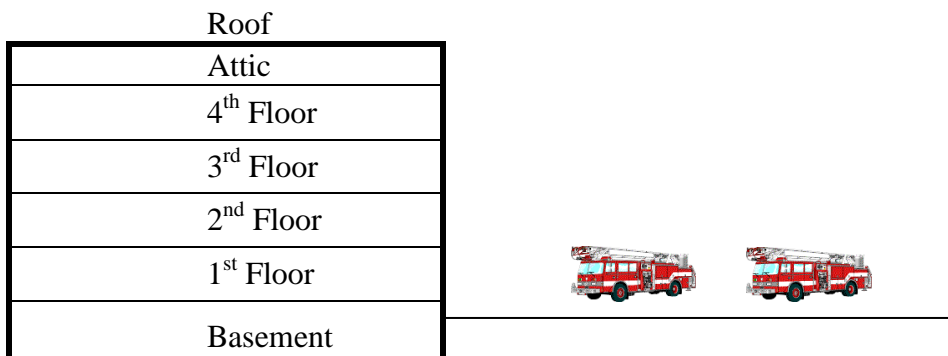 Roof
Attic
4th Floor
3rd Floor
2nd Floor
1st Floor
Basement